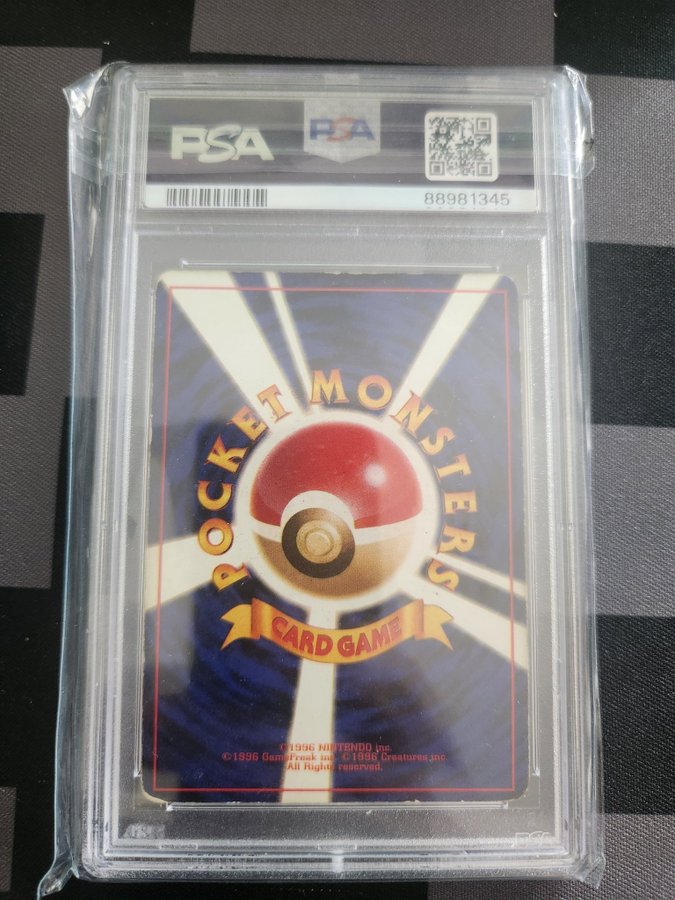 PSA
PSA
88981345
POCKET MONSTERS
CARD GAME
©1996 NINTENDO inc.
©1996 GameFreak inc. ©1996 Creatures inc.
All Rights reserved.
PSA